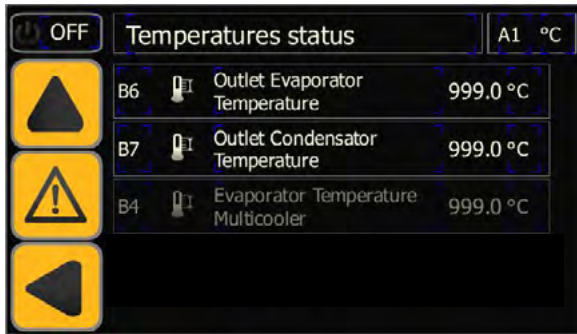 OFF Temperatures status A1 °C
B6 Outlet Evaporator Temperature 999.0 °C
B7 Outlet Condensator Temperature 999.0 °C
B4 Evaporator Temperature Multicooler 999.0 °C